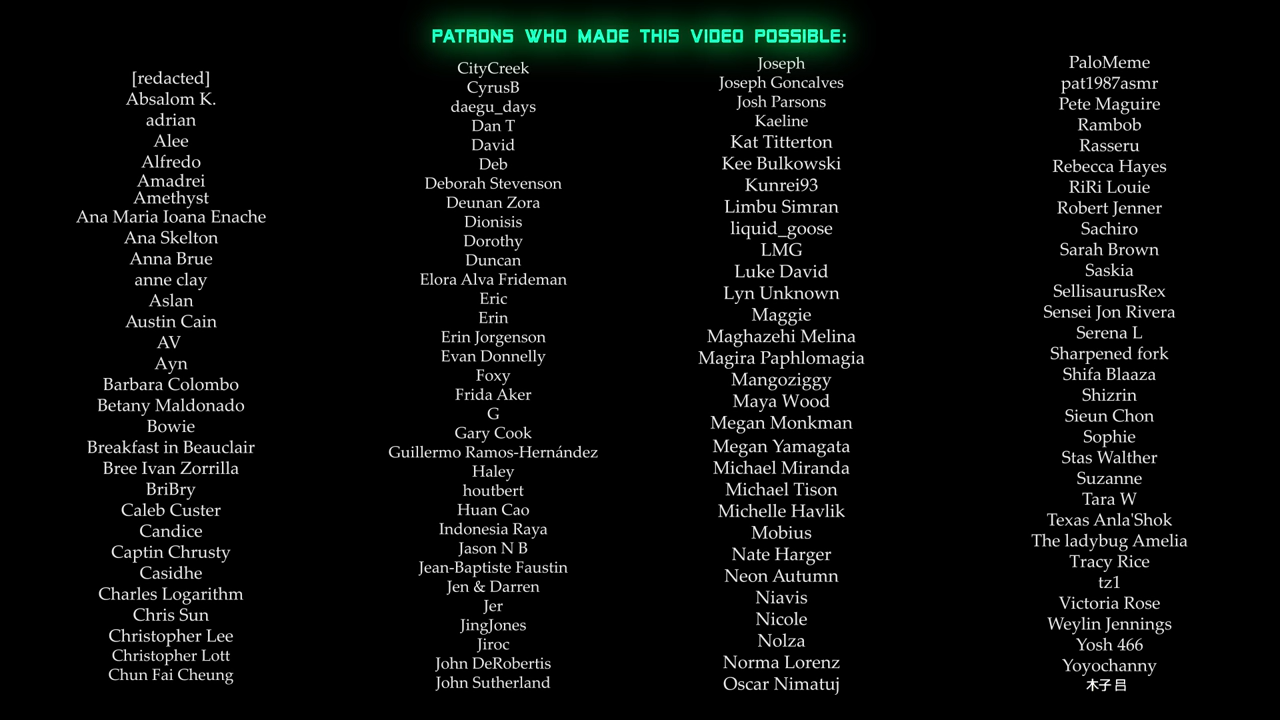 PATRONS WHO MADE THIS VIDEO POSSIBLE:
[redacted]
Absalom K.
adrian
Alee
Alfredo
Amadrei
Amethyst
Ana Maria Ioana Enache
Ana Skelton
Anna Brue
anne clay
Aslan
Austin Cain
AV
Ayn
Barbara Colombo
Betany Maldonado
Bowie
Breakfast in Beauclair
Bree Ivan Zorrilla
BriBry
Caleb Custer
Candice
Captin Chrusty
Casidhe
Charles Logarithm
Chris Sun
Christopher Lee
Christopher Lott
Chun Fai Cheung
CityCreek
CyrusB
daegu_days
Dan T
David
Deb
Deborah Stevenson
Deunan Zora
Dionisis
Dorothy
Duncan
Elora Alva Frideman
Eric
Erin
Erin Jorgenson
Evan Donnelly
Foxy
Frida Aker
G
Gary Cook
Guillermo Ramos-Hernández
Haley
houtbert
Huan Cao
Indonesia Raya
Jason N B
Jean-Baptiste Faustin
Jen & Darren
Jer
JingJones
Jiroc
John DeRobertis
John Sutherland
Joseph
Joseph Goncalves
Josh Parsons
Kaeline
Kat Titterton
Kee Bulkowski
Kunrei93
Limbu Simran
liquid_goose
LMG
Luke David
Lyn Unknown
Maggie
Maghazehi Melina
Magira Paphlomagia
Mangoziggy
Maya Wood
Megan Monkman
Megan Yamagata
Michael Miranda
Michael Tison
Michelle Havlik
Mobius
Nate Harger
Neon Autumn
Niavis
Nicole
Nolza
Norma Lorenz
Oscar Nimatuj
PaloMeme
pat1987asmr
Pete Maguire
Rambob
Rasseru
Rebecca Hayes
RiRi Louie
Robert Jenner
Sachiro
Sarah Brown
Saskia
SellisaurusRex
Sensei Jon Rivera
Serena L
Sharpened fork
Shifa Blaaza
Shizrin
Sieun Chon
Sophie
Stas Walther
Suzanne
Tara W
Texas Anla'Shok
The ladybug Amelia
Tracy Rice
tz1
Victoria Rose
Weylin Jennings
Yosh 466
Yoyochanny
木子吕